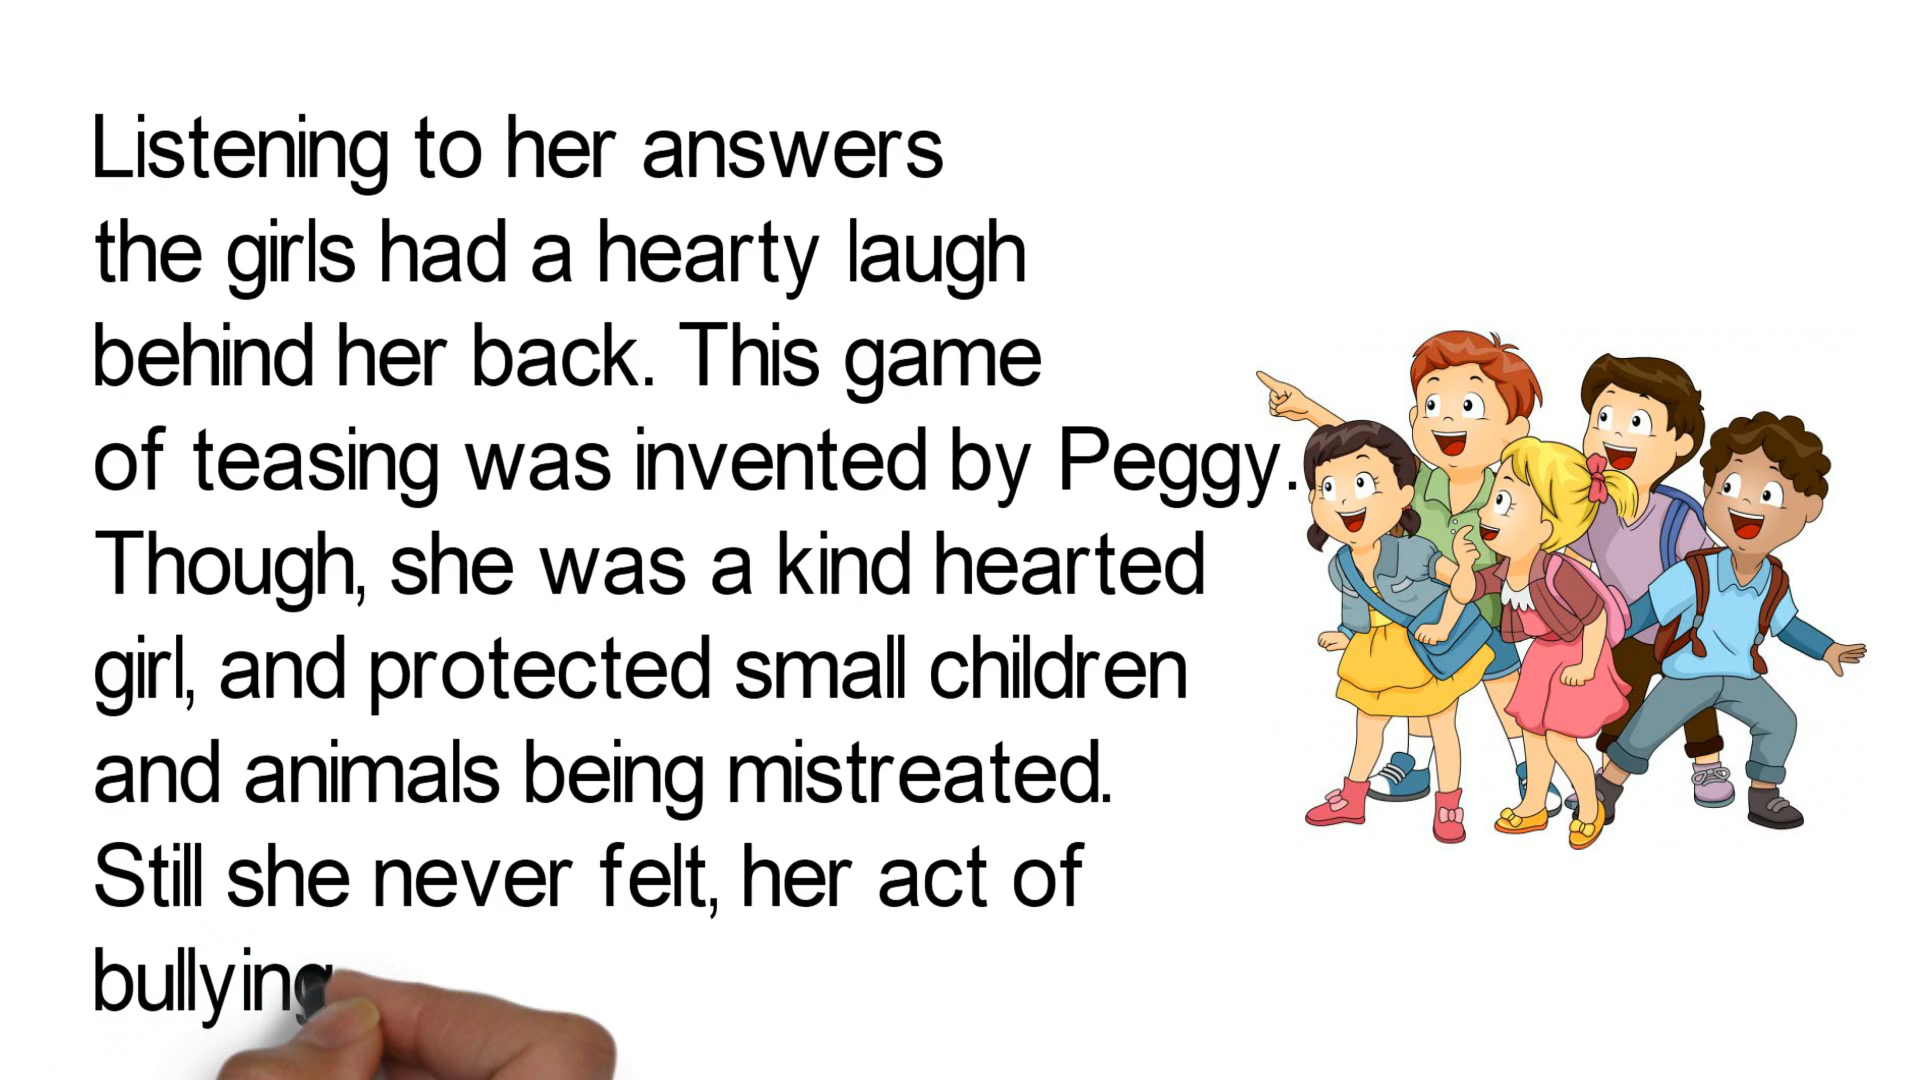 Listening to her answers
the girls had a hearty laugh
behind her back. This game
of teasing was invented by Peggy.
Though, she was a kind hearted
girl, and protected small children
and animals being mistreated.
Still she never felt, her act of
bullying